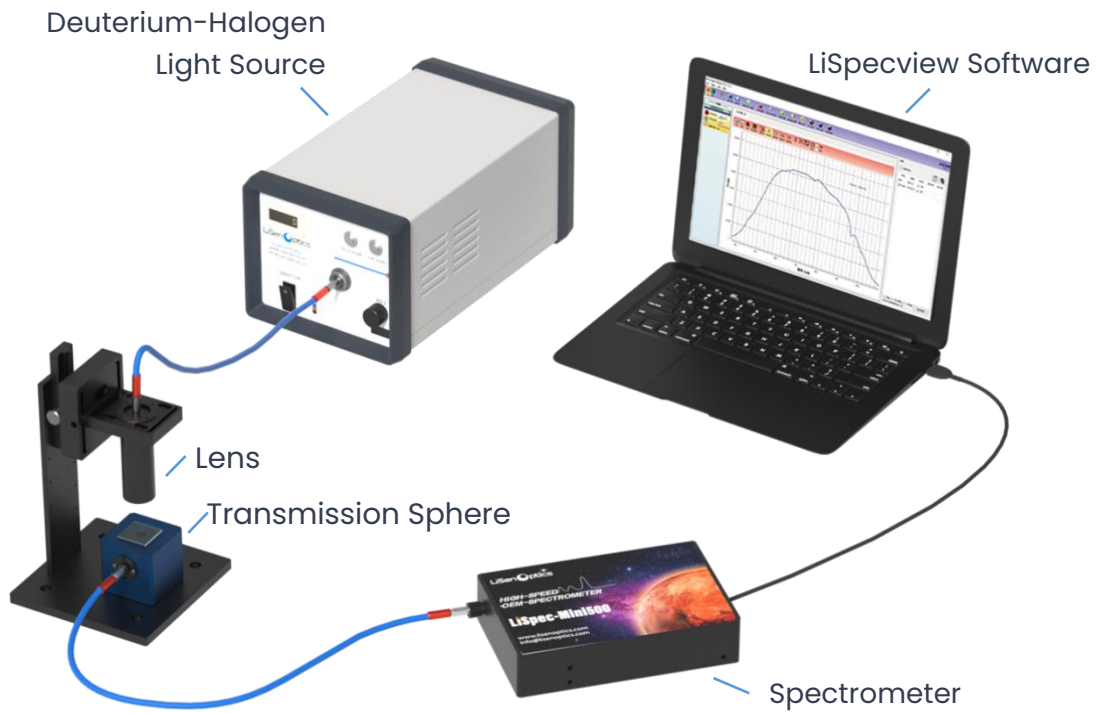 Deuterium-Halogen
Light Source
LiSpecview Software
LiSenOptics
Lens
Transmission Sphere
LiSenOptics
HIGH-SPEED
OEM-SPECTROMETER
LiSpec-Mini500
www.lisenoptics.com
info@lisenoptics.com
Spectrometer